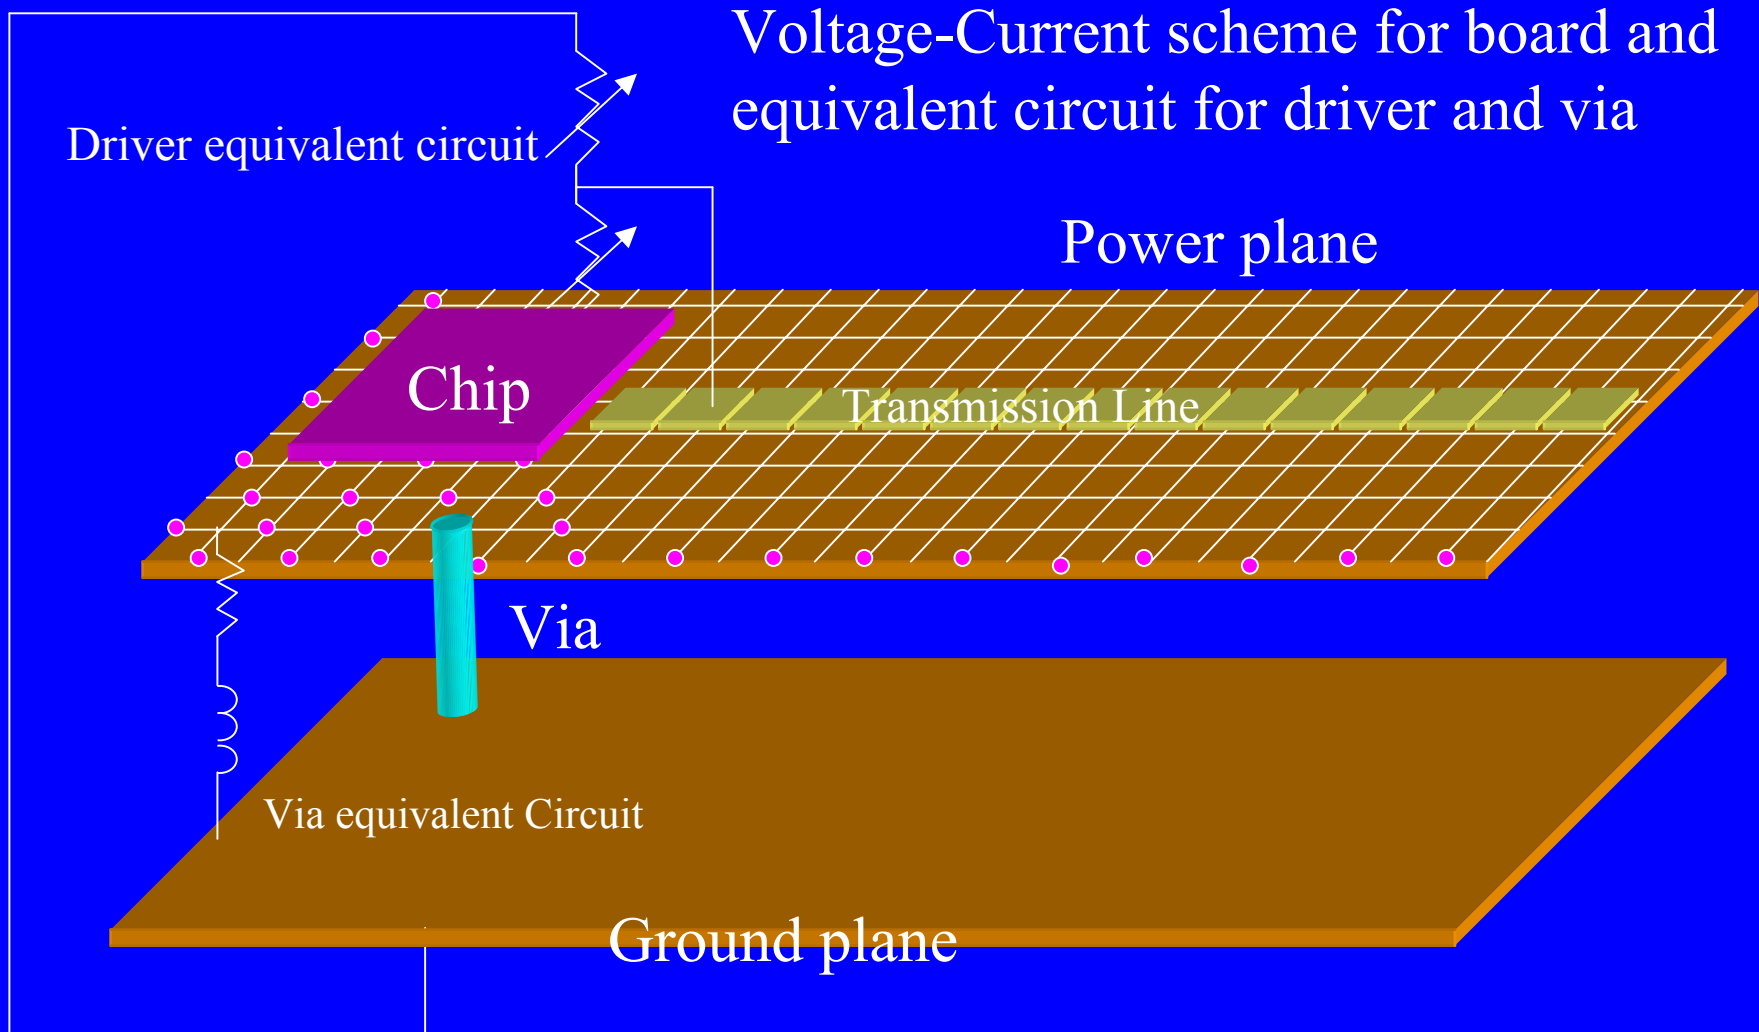 Voltage-Current scheme for board and
equivalent circuit for driver and via
Driver equivalent circuit
Power plane
Chip
Transmission Line
Via
Via equivalent Circuit
Ground plane